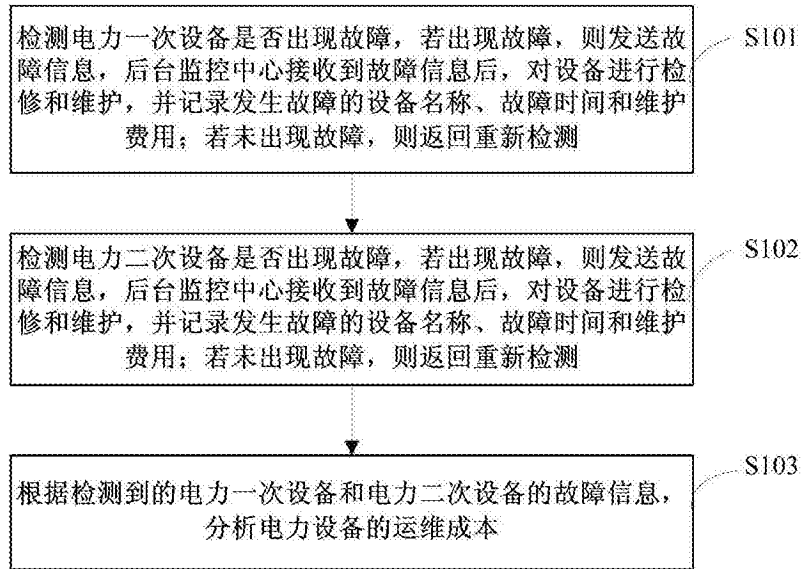 检测电力一次设备是否出现故障，若出现故障，则发送故
障信息，后台监控中心接收到故障信息后，对设备进行检
修和维护，并记录发生故障的设备名称、故障时间和维护
费用；若未出现故障，则返回重新检测
S101
检测电力二次设备是否出现故障，若出现故障，则发送故
障信息，后台监控中心接收到故障信息后，对设备进行检
修和维护，并记录发生故障的设备名称、故障时间和维护
费用；若未出现故障，则返回重新检测
S102
根据检测到的电力一次设备和电力二次设备的故障信息，
分析电力设备的运维成本
S103